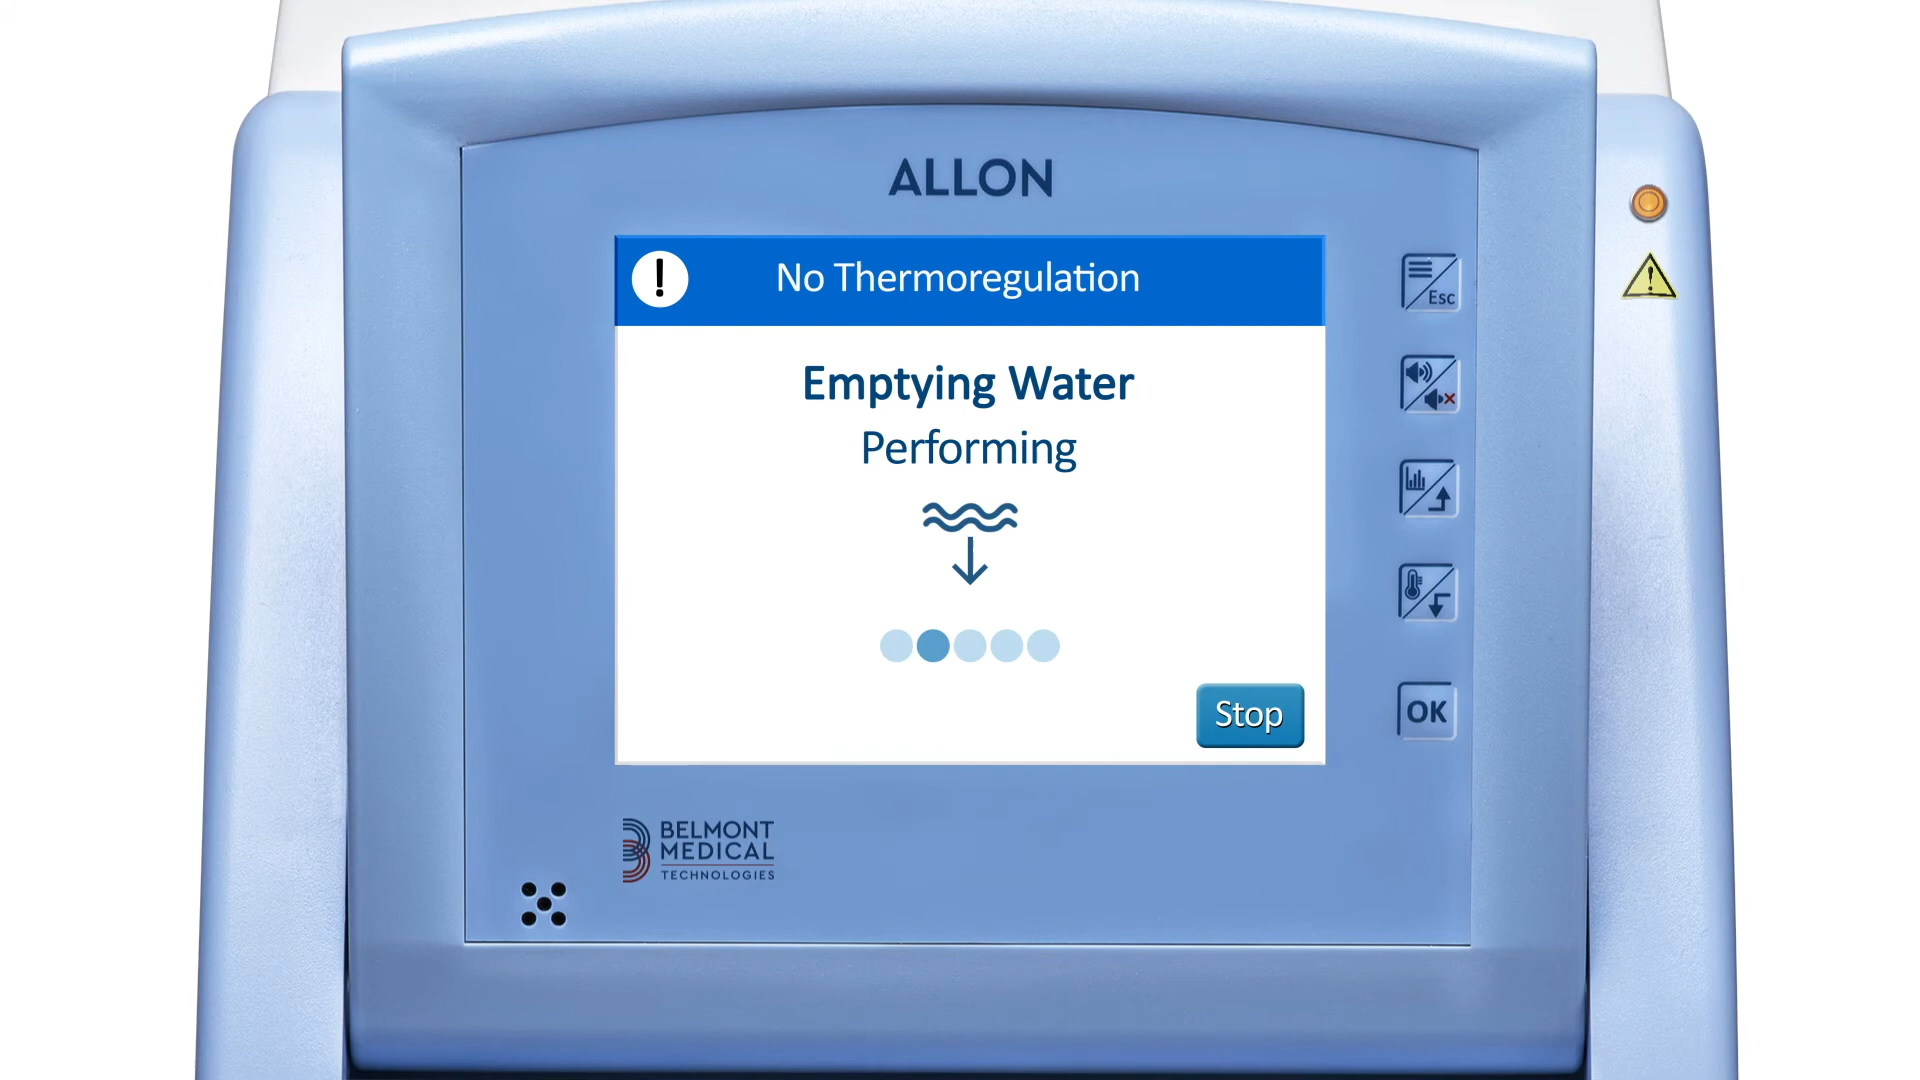 ALLON
! No Thermoregulation
Emptying Water
Performing
Stop
Esc
OK
BELMONT
MEDICAL
TECHNOLOGIES